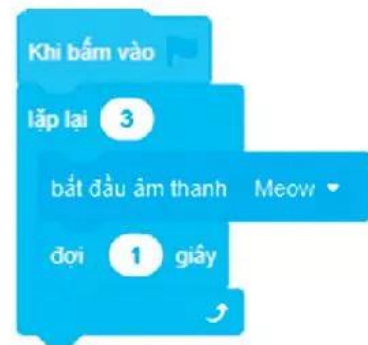 Khi bấm vào
lặp lại 3
bắt đầu âm thanh Meow
đợi 1 giây